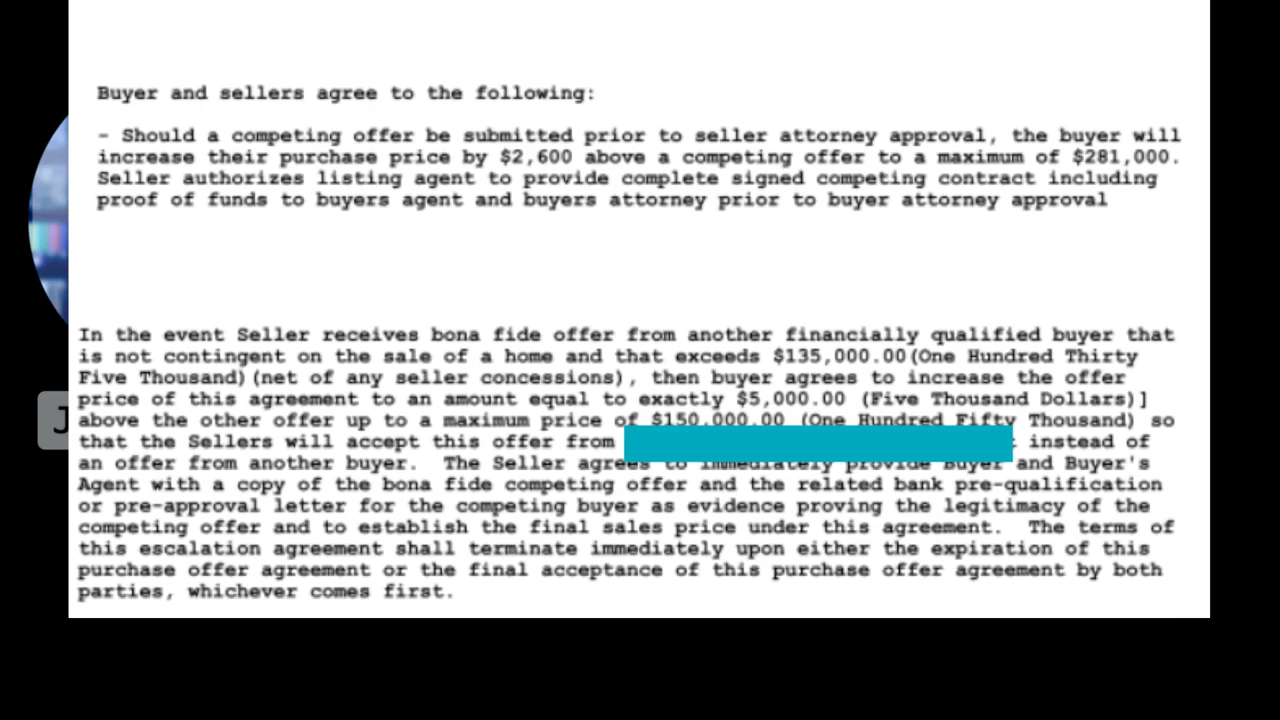 Buyer and sellers agree to the following:
- Should a competing offer be submitted prior to seller attorney approval, the buyer will
increase their purchase price by $2,600 above a competing offer to a maximum of $281,000.
Seller authorizes listing agent to provide complete signed competing contract including
proof of funds to buyers agent and buyers attorney prior to buyer attorney approval
In the event Seller receives bona fide offer from another financially qualified buyer that
is not contingent on the sale of a home and that exceeds $135,000.00(One Hundred Thirty
Five Thousand)(net of any seller concessions), then buyer agrees to increase the offer
price of this agreement to an amount equal to exactly $5,000.00 (Five Thousand Dollars)]
above the other offer up to a maximum price of $150,000.00 (One Hundred Fifty Thousand) so
that the Sellers will accept this offer from instead of
an offer from another buyer. The Seller agrees to immediately provide Buyer and Buyer's
Agent with a copy of the bona fide competing offer and the related bank pre-qualification
or pre-approval letter for the competing buyer as evidence proving the legitimacy of the
competing offer and to establish the final sales price under this agreement. The terms of
this escalation agreement shall terminate immediately upon either the expiration of this
purchase offer agreement or the final acceptance of this purchase offer agreement by both
parties, whichever comes first.
J